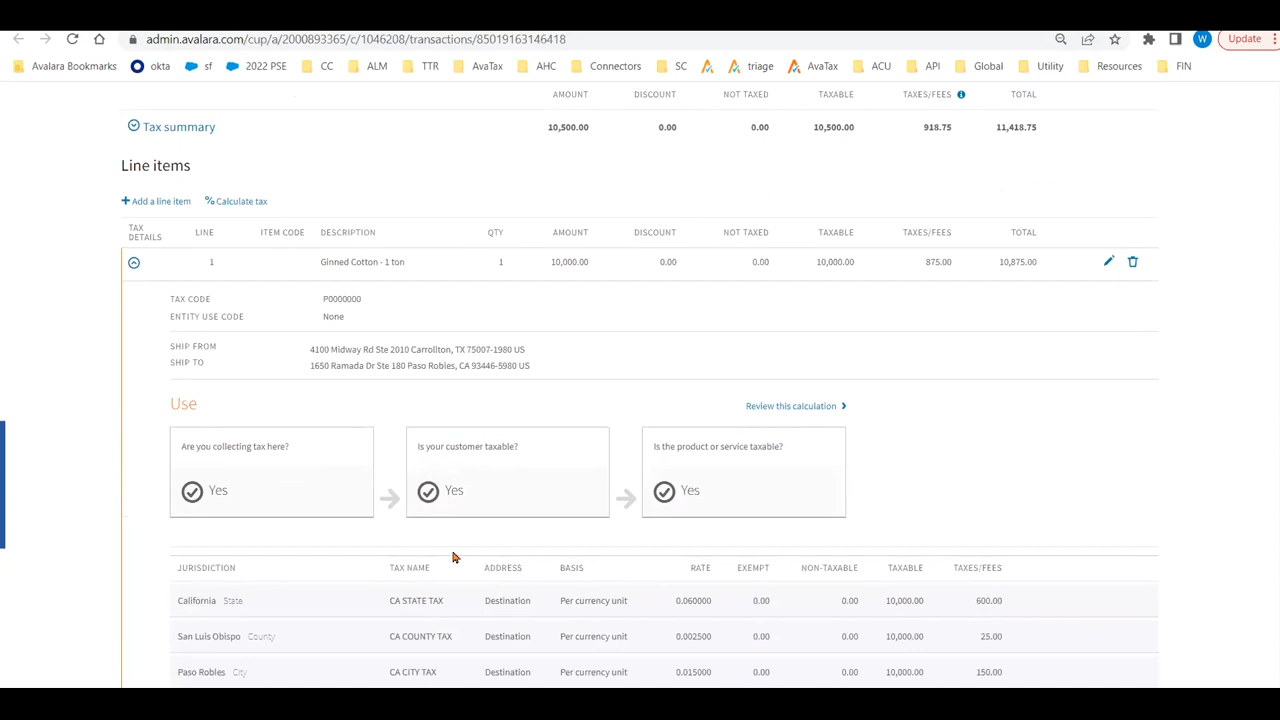 admin.avalara.com/cup/a/2000893365/c/1046208/transactions/85019163146418 W Update
Avalara Bookmarks okta sf 2022 PSE CC ALM TTR AvaTax AHC Connectors SC triage AvaTax ACU API Global Utility Resources FIN
AMOUNT DISCOUNT NOT TAXED TAXABLE TAXES/FEES TOTAL
Tax summary 10,500.00 0.00 0.00 10,500.00 918.75 11,418.75
Line items
+ Add a line item % Calculate tax
TAX DETAILS LINE ITEM CODE DESCRIPTION QTY AMOUNT DISCOUNT NOT TAXED TAXABLE TAXES/FEES TOTAL
1 Ginned Cotton - 1 ton 1 10,000.00 0.00 0.00 10,000.00 875.00 10,875.00
TAX CODE P0000000
ENTITY USE CODE None
SHIP FROM 4100 Midway Rd Ste 2010 Carrollton, TX 75007-1980 US
SHIP TO 1650 Ramada Dr Ste 180 Paso Robles, CA 93446-5980 US
Use Review this calculation
Are you collecting tax here? Is your customer taxable? Is the product or service taxable?
Yes Yes Yes
JURISDICTION TAX NAME ADDRESS BASIS RATE EXEMPT NON-TAXABLE TAXABLE TAXES/FEES
California State CA STATE TAX Destination Per currency unit 0.060000 0.00 0.00 10,000.00 600.00
San Luis Obispo County CA COUNTY TAX Destination Per currency unit 0.002500 0.00 0.00 10,000.00 25.00
Paso Robles City CA CITY TAX Destination Per currency unit 0.015000 0.00 0.00 10,000.00 150.00